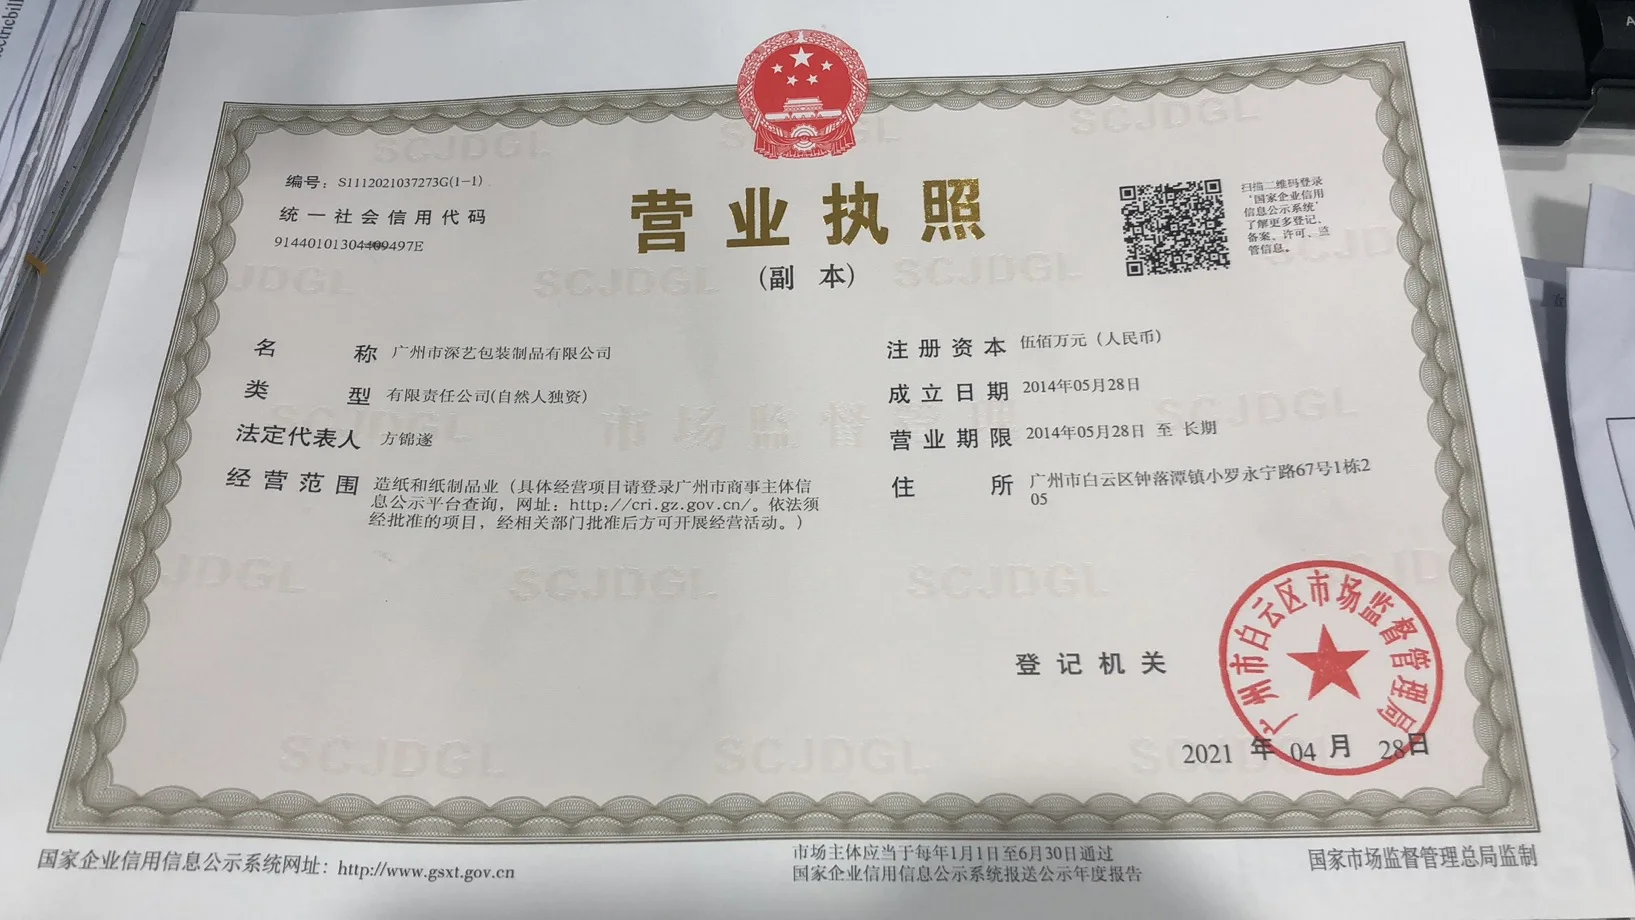 编号：S1112021037273G(1-1)
统一社会信用代码
营业执照
（副 本）
扫描二维码登录
‘国家企业信用
信息公示系统’
了解更多登记、
备案、许可、监
管信息。
名 称 广州市深艺包装制品有限公司
类 型 有限责任公司(自然人独资)
法定代表人 方锦遂
经营范围 造纸和纸制品业（具体经营项目请登录广州市商事主体信
息公示平台查询，网址：http://cri.gz.gov.cn/。依法须
经批准的项目，经相关部门批准后方可开展经营活动。）
注册资本 伍佰万元（人民币）
成立日期 2014年05月28日
营业期限 2014年05月28日 至 长期
住 所 广州市白云区钟落潭镇小罗永宁路67号1栋2
05
登记机关
广州市白云区市场监督管理局
2021 年 04 月 28日
国家企业信用信息公示系统网址：http://www.gsxt.gov.cn
市场主体应当于每年1月1日至6月30日通过
国家企业信用信息公示系统报送公示年度报告
国家市场监督管理总局监制
SCJDGL
市场监督管理